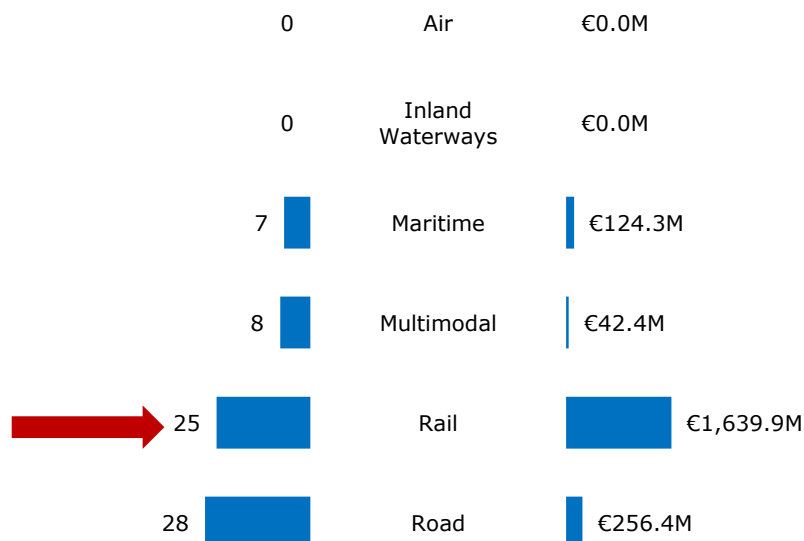 0 Air €0.0M
0 Inland Waterways €0.0M
7 Maritime €124.3M
8 Multimodal €42.4M
25 Rail €1,639.9M
28 Road €256.4M